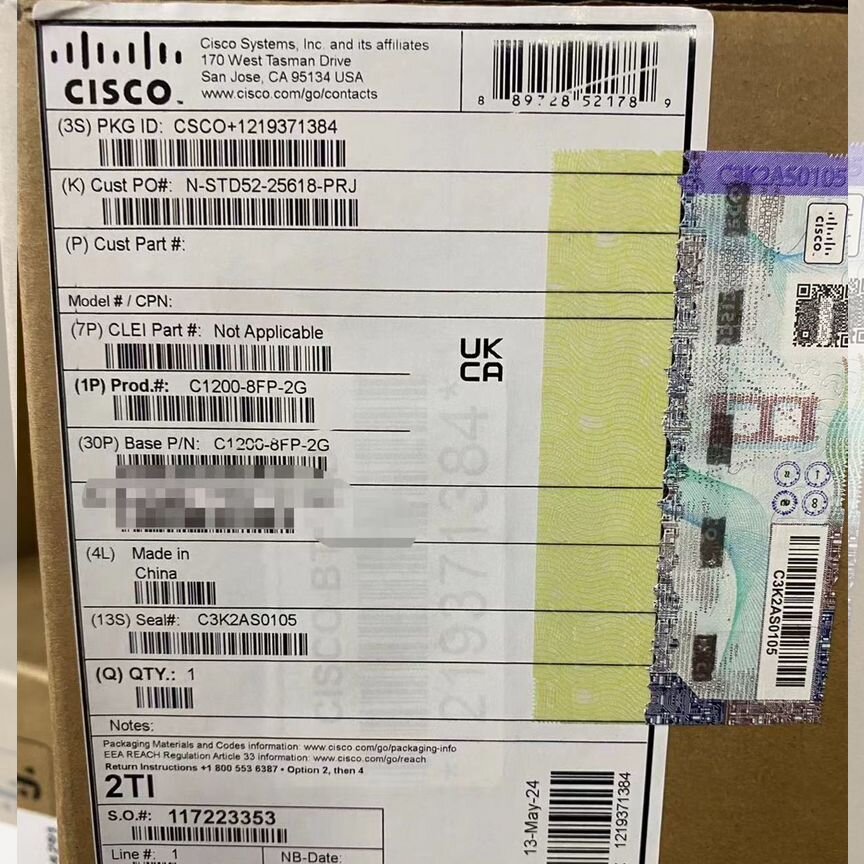 CISCO
Cisco Systems, Inc. and its affiliates
170 West Tasman Drive
San Jose, CA 95134 USA
www.cisco.com/go/contacts
(3S) PKG ID: CSCO+1219371384
(K) Cust PO#: N-STD52-25618-PRJ
(P) Cust Part #:
Model # / CPN:
(7P) CLEI Part #: Not Applicable
UK
CA
(1P) Prod.#: C1200-8FP-2G
(30P) Base P/N: C1200-8FP-2G
(4L) Made in
China
(13S) Seal#: C3K2AS0105
(Q) QTY.: 1
Notes:
Packaging Materials and Codes information: www.cisco.com/go/packaging-info
EEA REACH Regulation Article 33 information: www.cisco.com/go/reach
Return Instructions +1 800 553 6387 • Option 2, then 4
2TI
S.O.#: 117223353
Line #: 1
NB-Date:
13-May-24
1219371384
C3K2AS0105
CISCO
C3K2AS0105